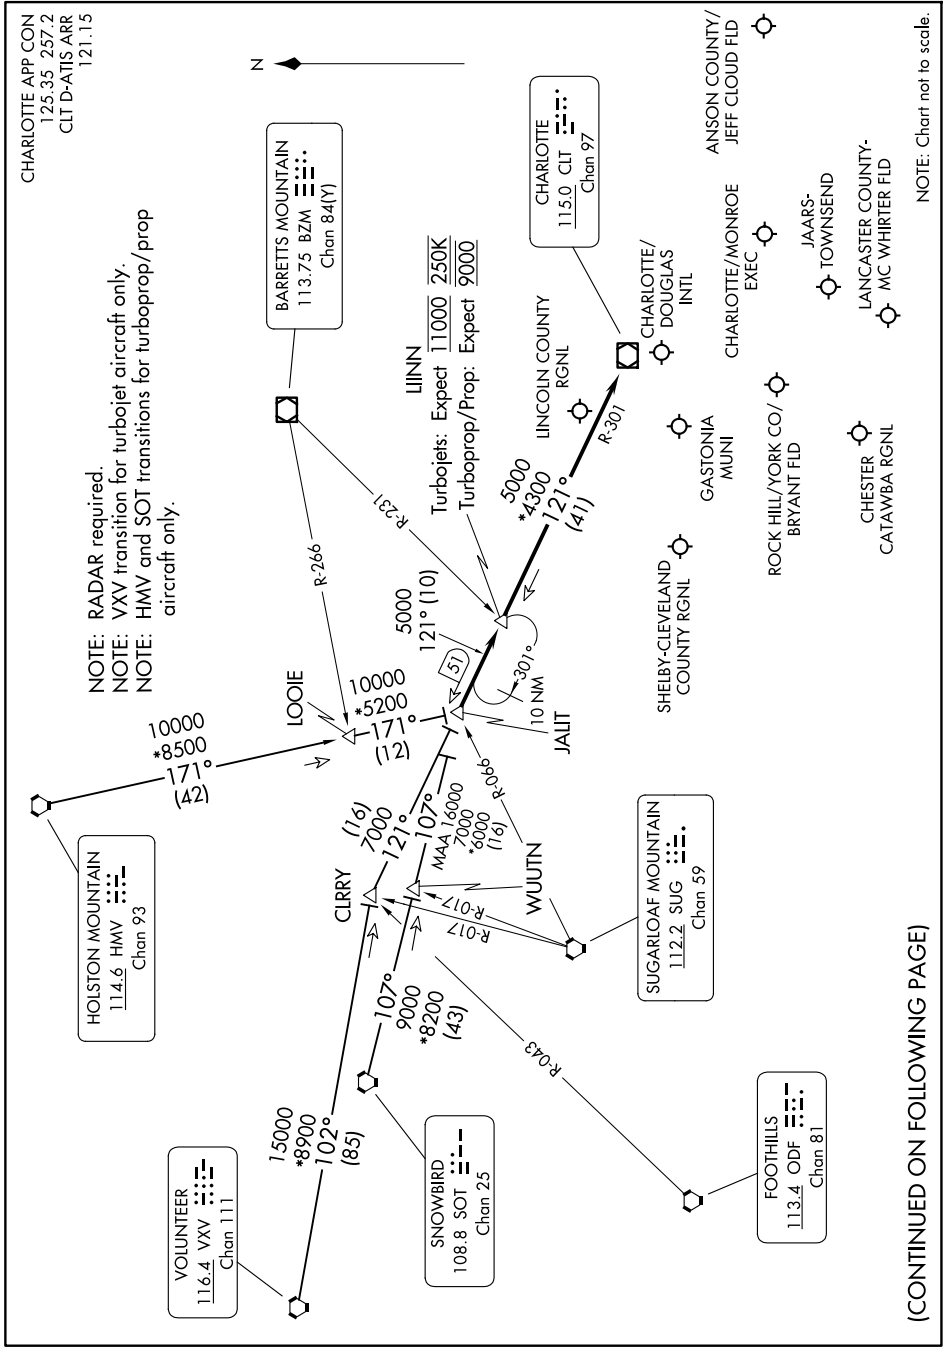 CHARLOTTE APP CON
125.35 257.2
CLT D-ATIS ARR
121.15
NOTE: RADAR required.
NOTE: VXV transition for turbojet aircraft only.
NOTE: HMV and SOT transitions for turboprop/prop
aircraft only.
N
HOLSTON MOUNTAIN
114.6 HMV
Chan 93
BARRETTS MOUNTAIN
113.75 BZM
Chan 84(Y)
10000
*8500
171°
(42)
LOOIE
R-266
10000
*5200
171°
(12)
R-231
LIINN
Turbojets: Expect 11000 250K
Turboprop/Prop: Expect 9000
CHARLOTTE
115.0 CLT
Chan 97
VOLUNTEER
116.4 VXV
Chan 111
15000
*8900
102°
(85)
CLRRY
(16)
7000
121°
5000
121° (10)
51
301°
10 NM
JALIT
5000
*4300
121°
(41)
R-301
SNOWBIRD
108.8 SOT
Chan 25
107°
9000
*8200
(43)
107°
MAA 16000
7000
*6000
(16)
R-066
R-017
R-017
WUUTN
SUGARLOAF MOUNTAIN
112.2 SUG
Chan 59
R-043
FOOTHILLS
113.4 ODF
Chan 81
LINCOLN COUNTY
RGNL
CHARLOTTE/
DOUGLAS
INTL
SHELBY-CLEVELAND
COUNTY RGNL
GASTONIA
MUNI
CHARLOTTE/MONROE
EXEC
ANSON COUNTY/
JEFF CLOUD FLD
ROCK HILL/YORK CO/
BRYANT FLD
JAARS-
TOWNSEND
CHESTER
CATAWBA RGNL
LANCASTER COUNTY-
MC WHIRTER FLD
NOTE: Chart not to scale.
(CONTINUED ON FOLLOWING PAGE)